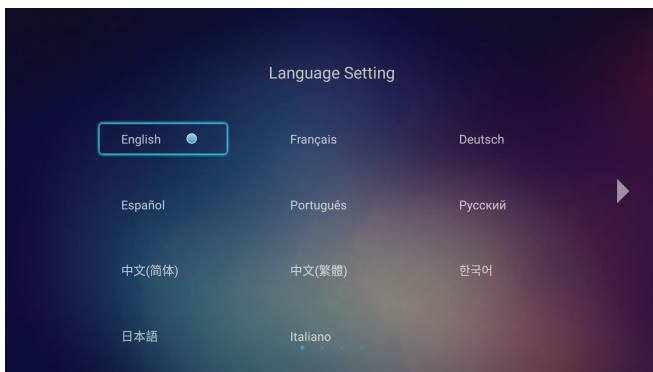 Language Setting
English Français Deutsch
Español Português Русский
中文(简体) 中文(繁體) 한국어
日本語 Italiano